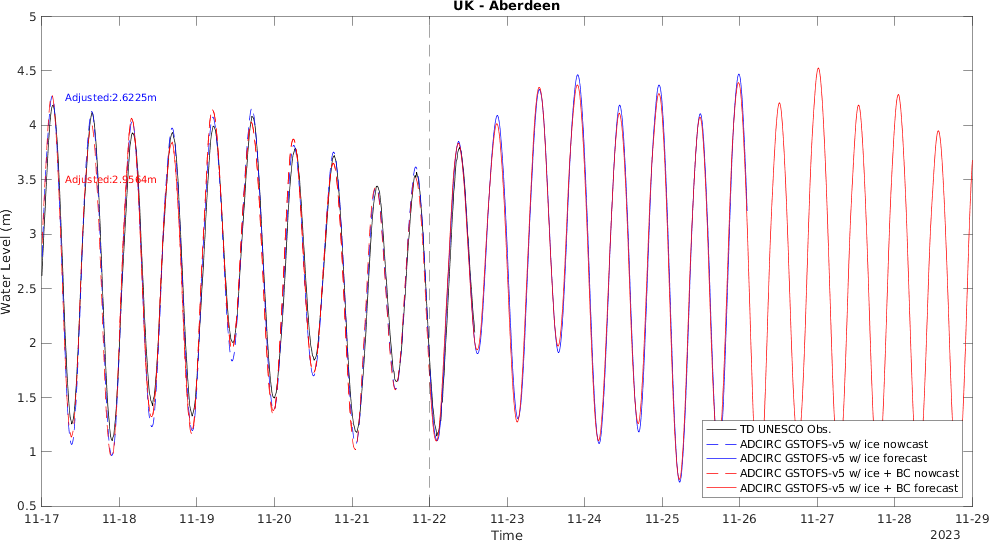 UK - Aberdeen
5
4.5
4
3.5
3
2.5
2
1.5
1
0.5
Water Level (m)
Adjusted:2.6225m
Adjusted:2.9564m
TD UNESCO Obs.
ADCIRC GSTOFS-v5 w/ ice nowcast
ADCIRC GSTOFS-v5 w/ ice forecast
ADCIRC GSTOFS-v5 w/ ice + BC nowcast
ADCIRC GSTOFS-v5 w/ ice + BC forecast
11-17 11-18 11-19 11-20 11-21 11-22 11-23 11-24 11-25 11-26 11-27 11-28 11-29
Time
2023